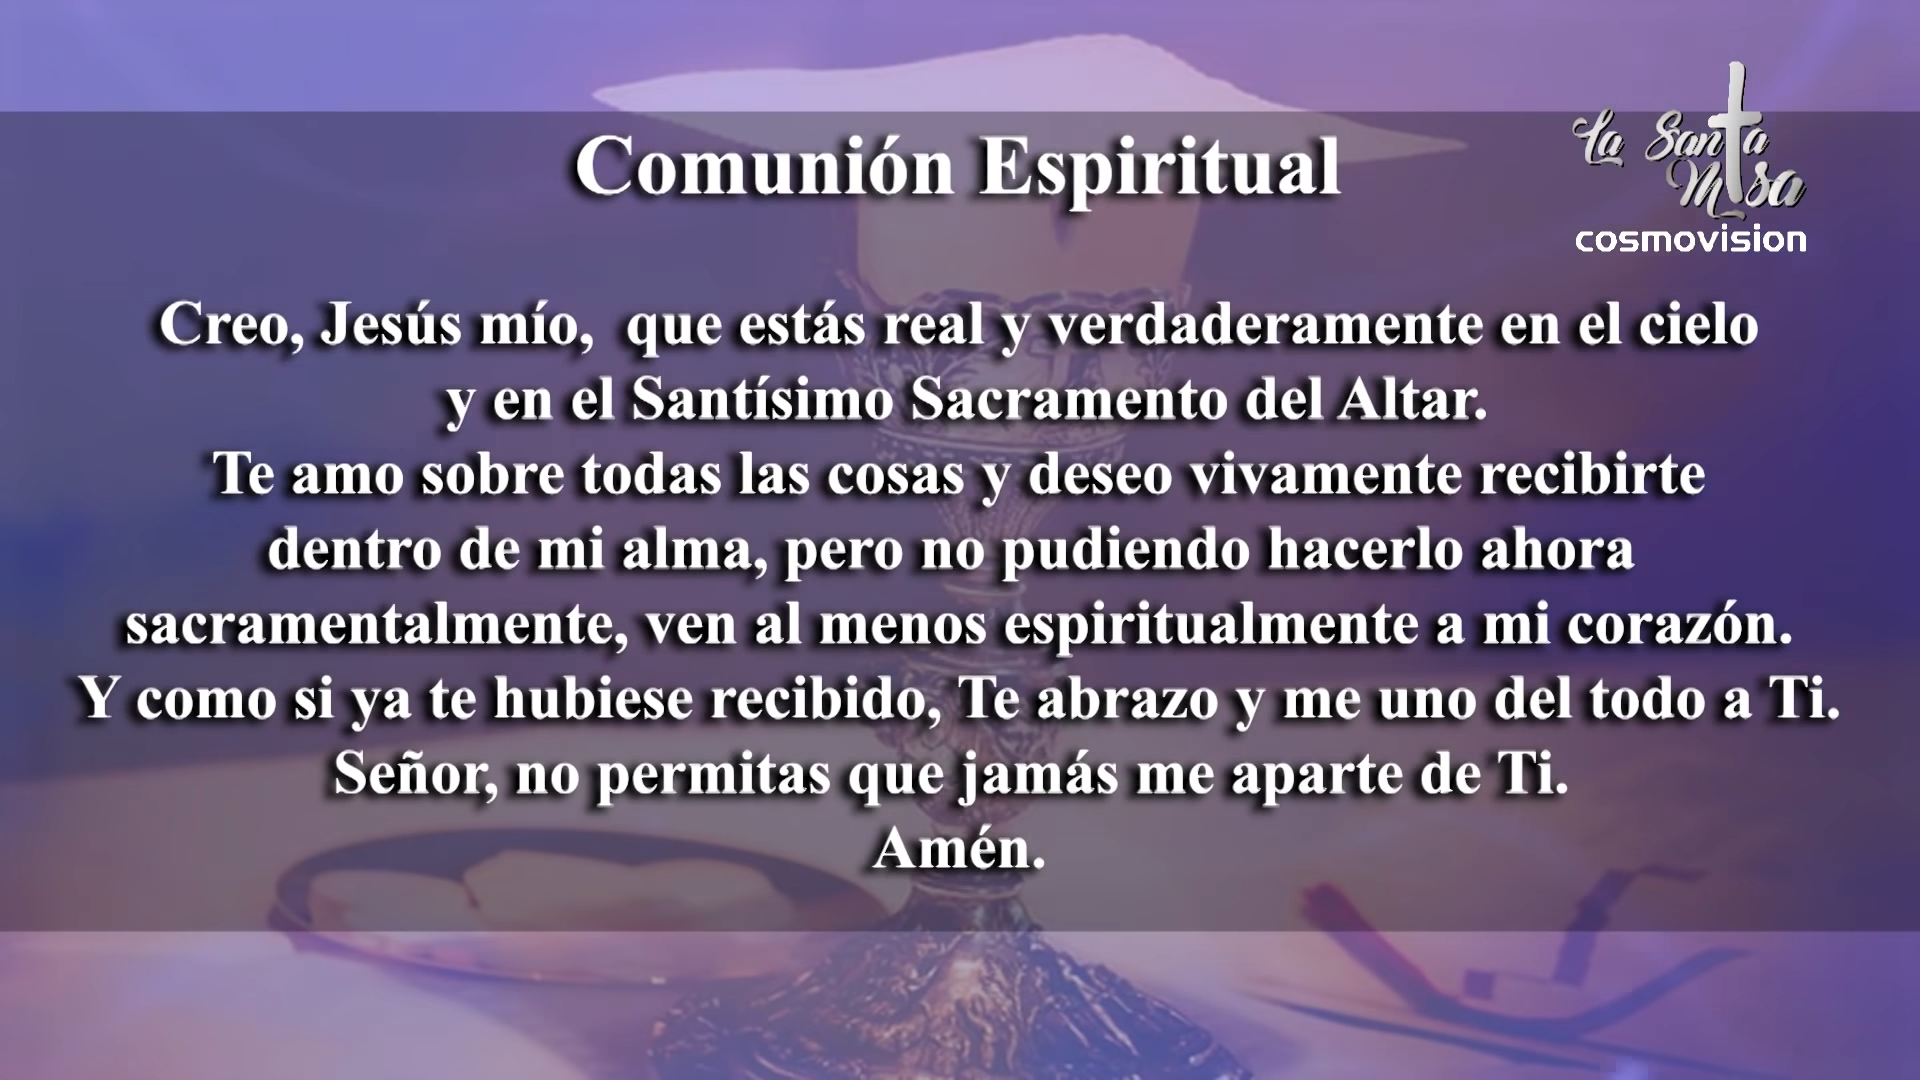 Comunión Espiritual
La Santa
Misa
cosmovision
Creo, Jesús mío,  que estás real y verdaderamente en el cielo
y en el Santísimo Sacramento del Altar.
Te amo sobre todas las cosas y deseo vivamente recibirte
dentro de mi alma, pero no pudiendo hacerlo ahora
sacramentalmente, ven al menos espiritualmente a mi corazón.
Y como si ya te hubiese recibido, Te abrazo y me uno del todo a Ti.
Señor, no permitas que jamás me aparte de Ti.
Amén.